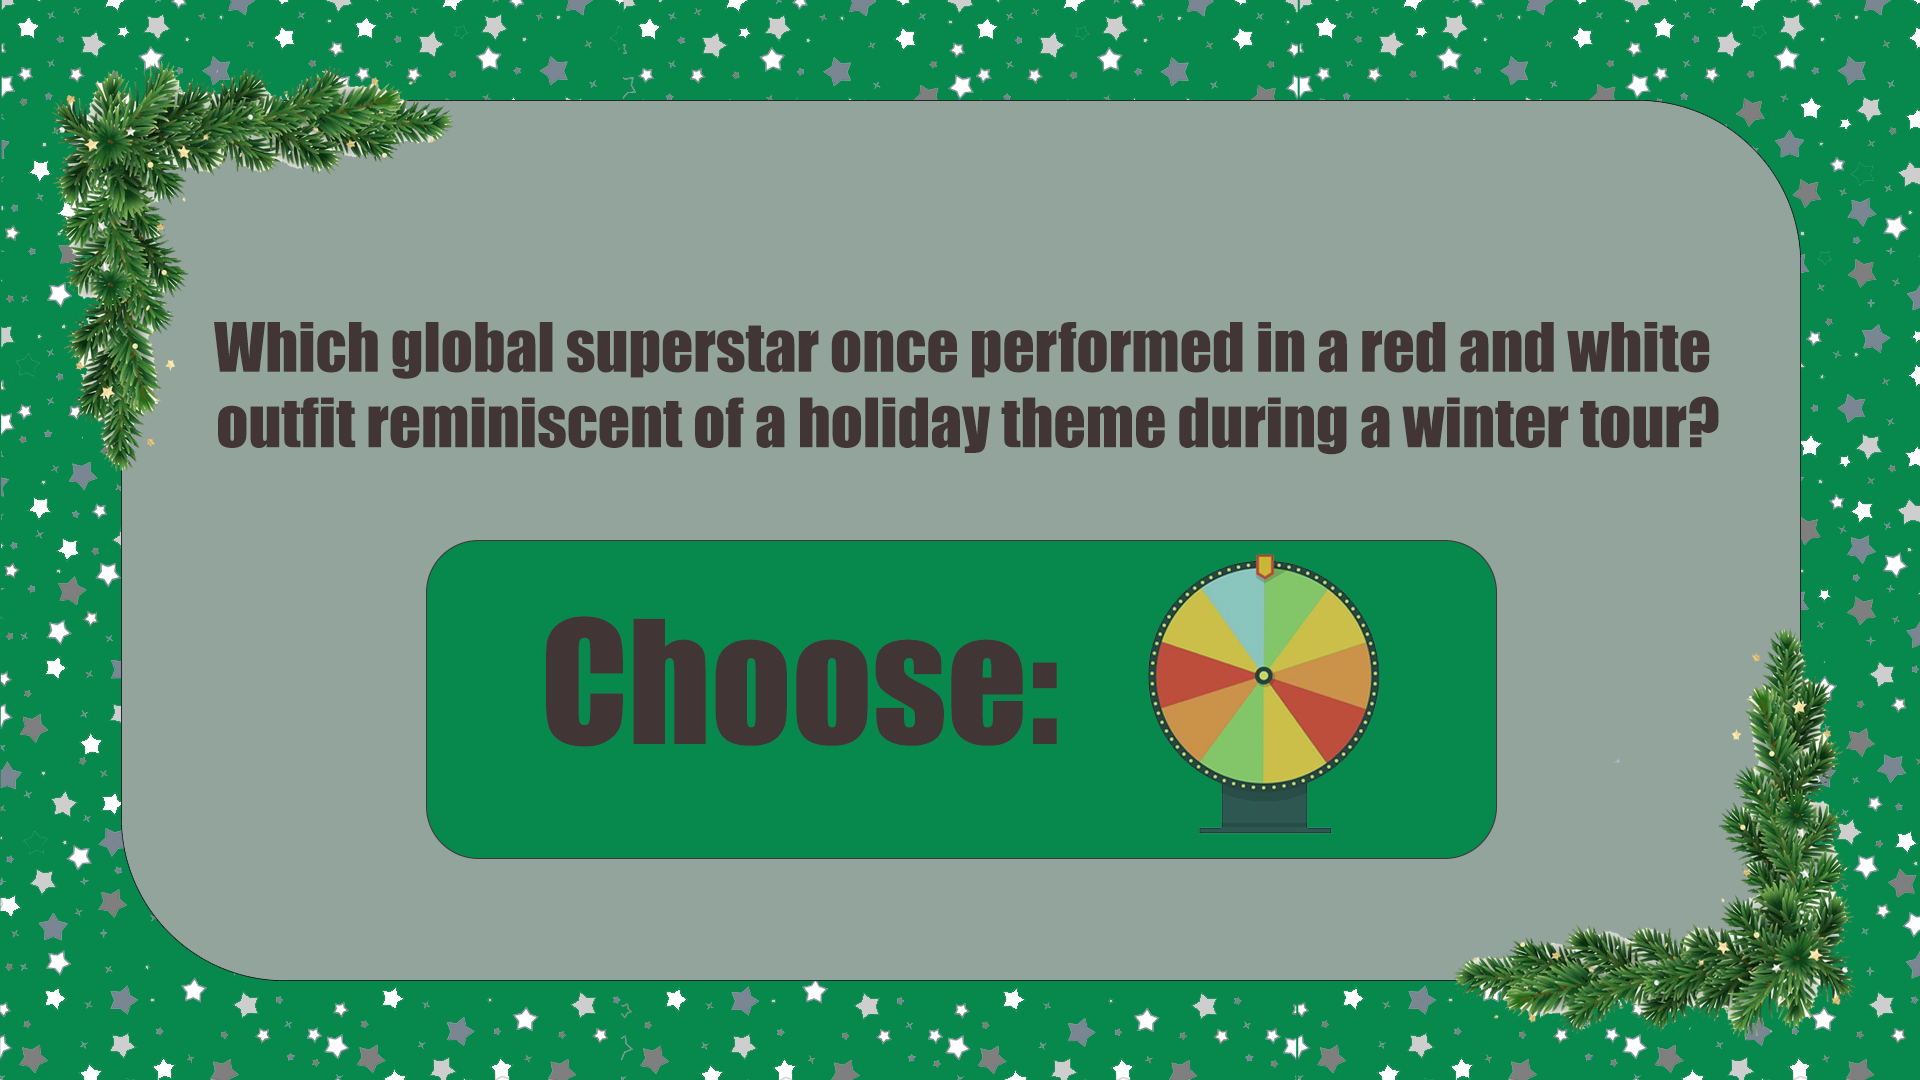 Which global superstar once performed in a red and white
outfit reminiscent of a holiday theme during a winter tour?
Choose: